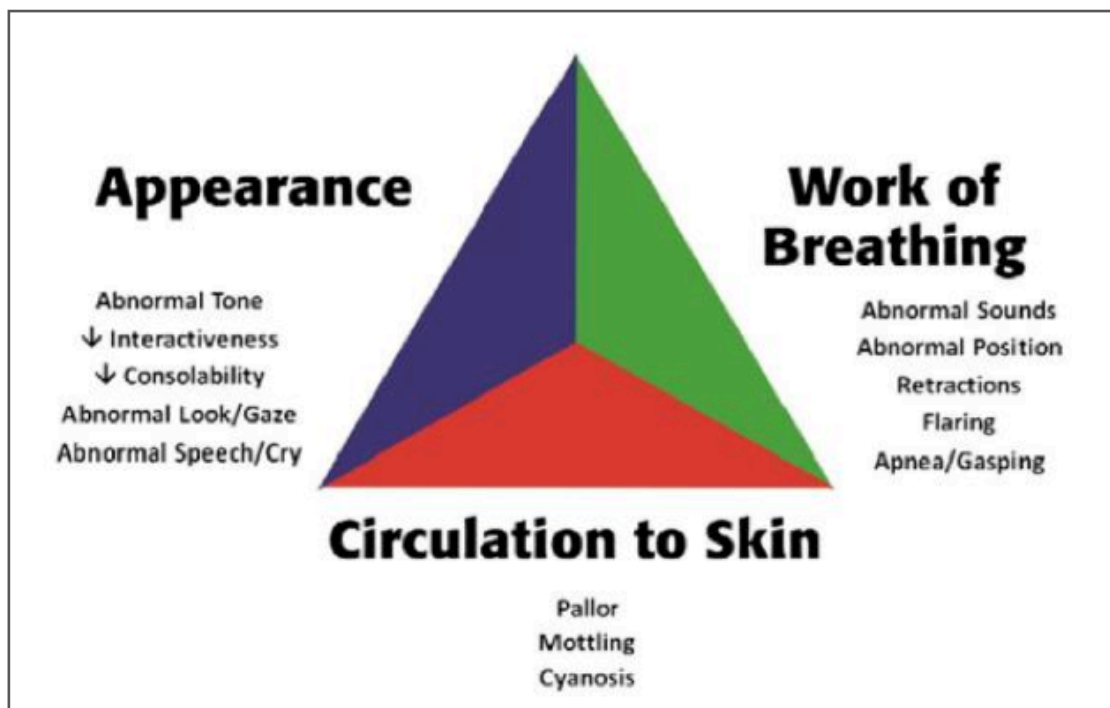 Appearance
Abnormal Tone
↓ Interactiveness
↓ Consolability
Abnormal Look/Gaze
Abnormal Speech/Cry
Work of
Breathing
Abnormal Sounds
Abnormal Position
Retractions
Flaring
Apnea/Gasping
Circulation to Skin
Pallor
Mottling
Cyanosis